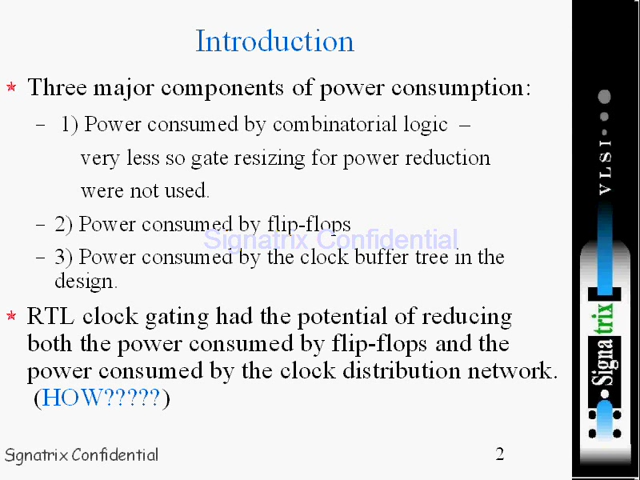 Introduction
* Three major components of power consumption:
– 1) Power consumed by combinatorial logic –
very less so gate resizing for power reduction
were not used.
– 2) Power consumed by flip-flops
Signatrix Confidential
– 3) Power consumed by the clock buffer tree in the
design.
* RTL clock gating had the potential of reducing
both the power consumed by flip-flops and the
power consumed by the clock distribution network.
(HOW?????)
Signatrix Confidential
2
VLSI
Signatrix